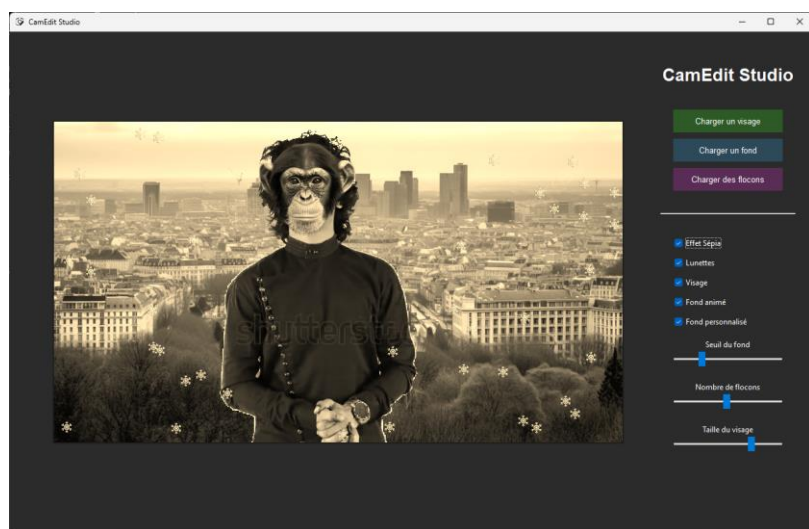 CamEdit Studio
CamEdit Studio
Charger un visage
Charger un fond
Charger des flocons
Effet Sépia
Lunettes
Visage
Fond animé
Fond personnalisé
Seuil du fond
Nombre de flocons
Taille du visage